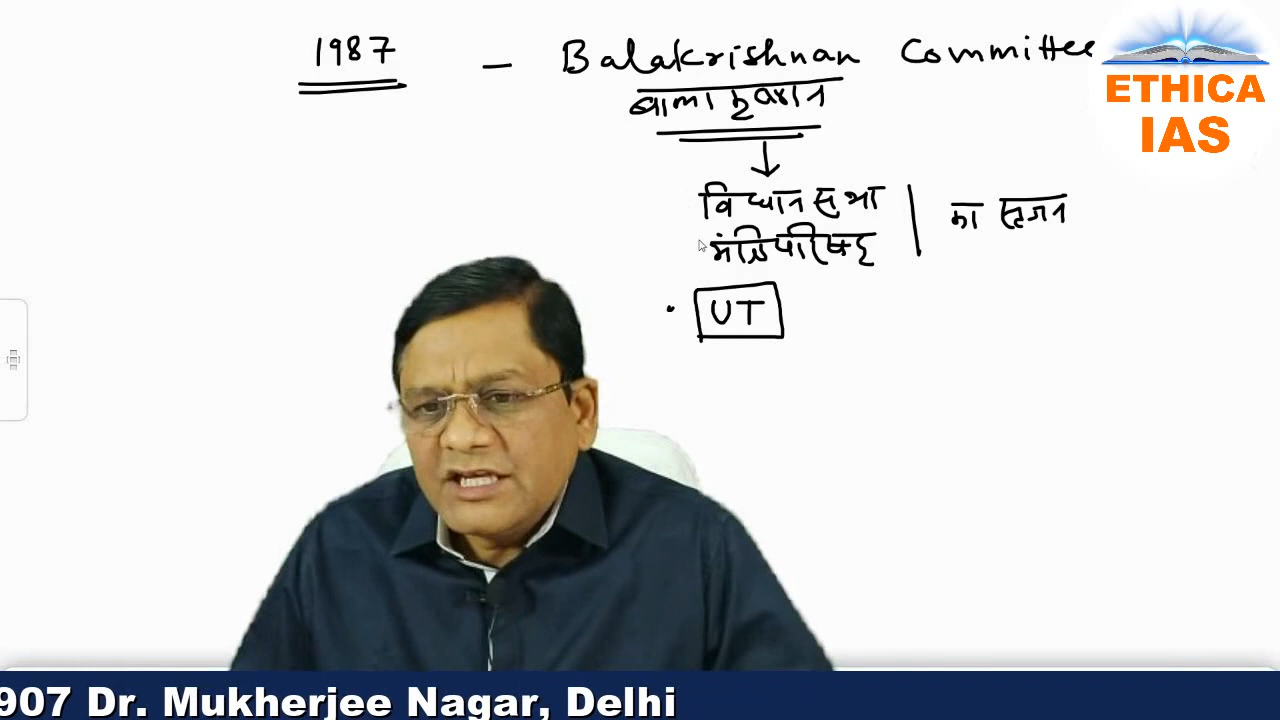 1987 - Balakrishnan Committee
बालाकृष्णन
ETHICA
IAS
विधानसभा
मंत्रिपरिषद्
का सृजन
UT
907 Dr. Mukherjee Nagar, Delhi